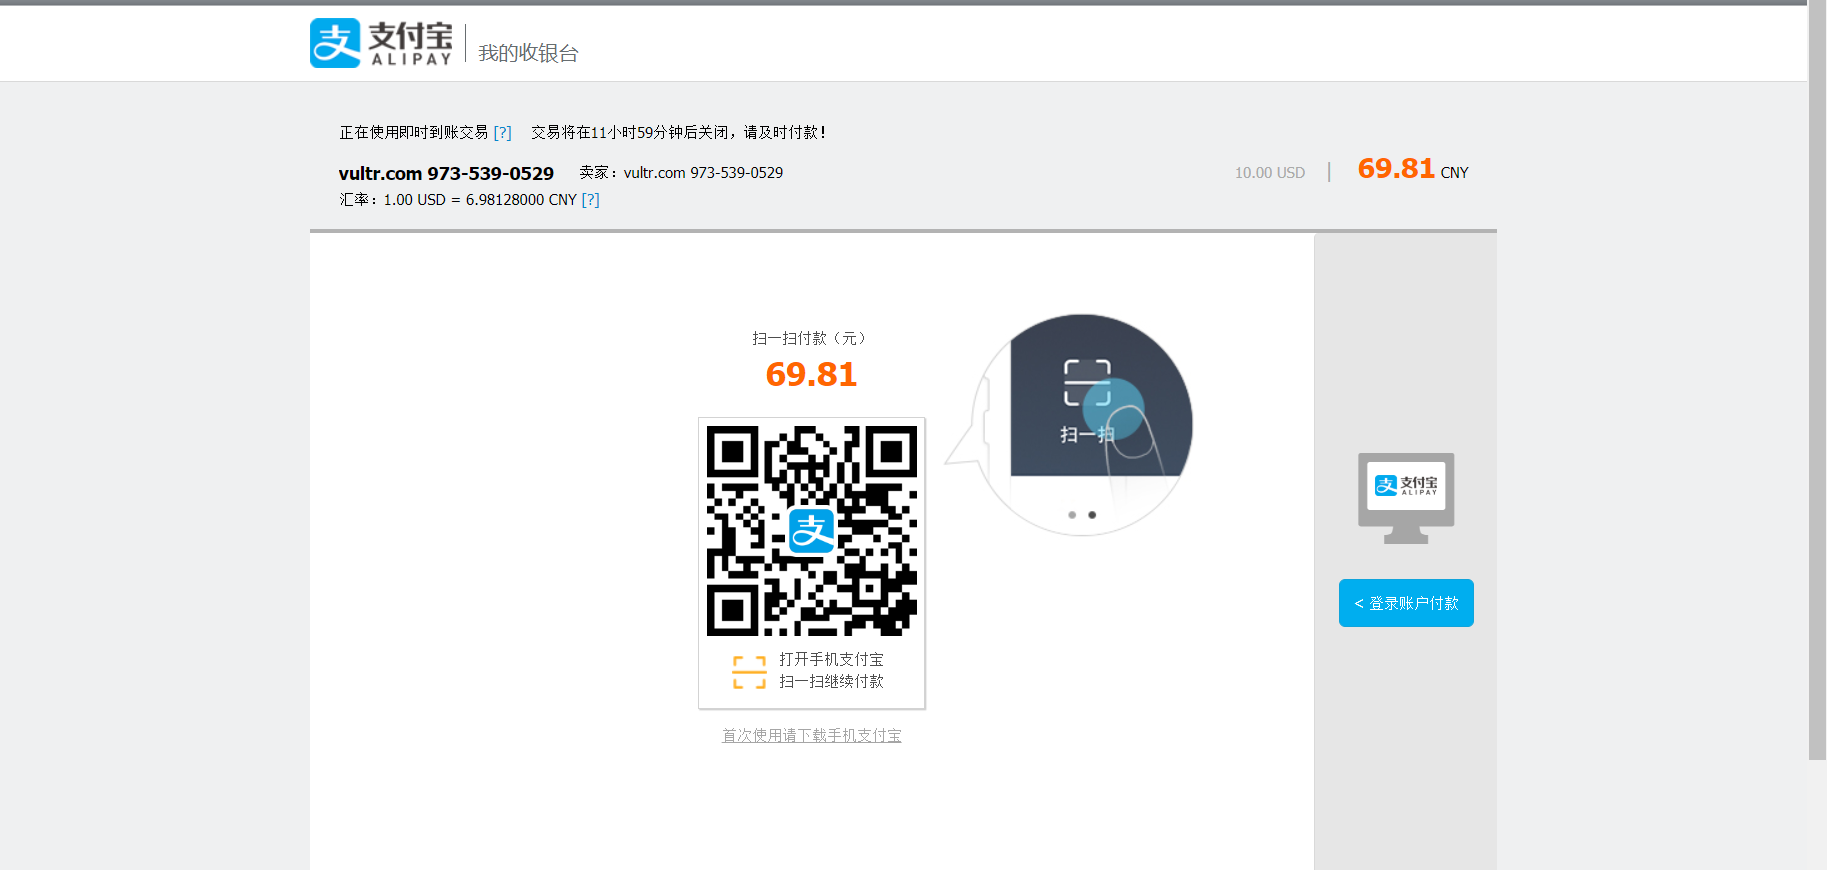 支付宝
ALIPAY
我的收银台
正在使用即时到账交易 [?] 交易将在11小时59分钟后关闭，请及时付款！
vultr.com 973-539-0529 卖家：vultr.com 973-539-0529
10.00 USD | 69.81 CNY
汇率：1.00 USD = 6.98128000 CNY [?]
扫一扫付款（元）
69.81
扫一扫
支付宝
ALIPAY
< 登录账户付款
打开手机支付宝
扫一扫继续付款
首次使用请下载手机支付宝